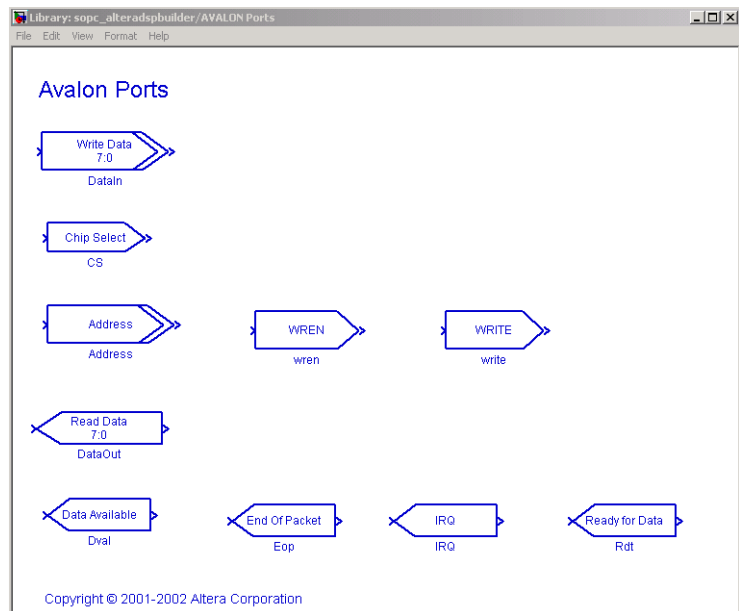 Library: sopc_alteradspbuilder/AVALON Ports
File Edit View Format Help
Avalon Ports
Write Data
7:0
DataIn
Chip Select
CS
Address
Address
WREN
wren
WRITE
write
Read Data
7:0
DataOut
Data Available
Dval
End Of Packet
Eop
IRQ
IRQ
Ready for Data
Rdt
Copyright © 2001-2002 Altera Corporation